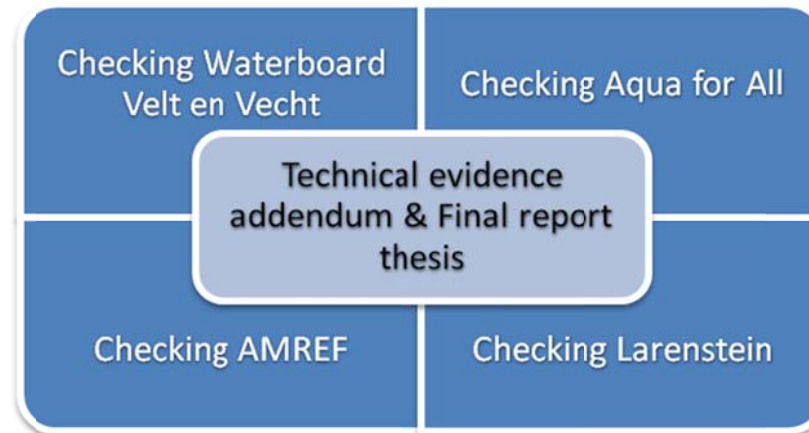 Checking Waterboard
Velt en Vecht
Checking Aqua for All
Technical evidence
addendum & Final report
thesis
Checking AMREF
Checking Larenstein